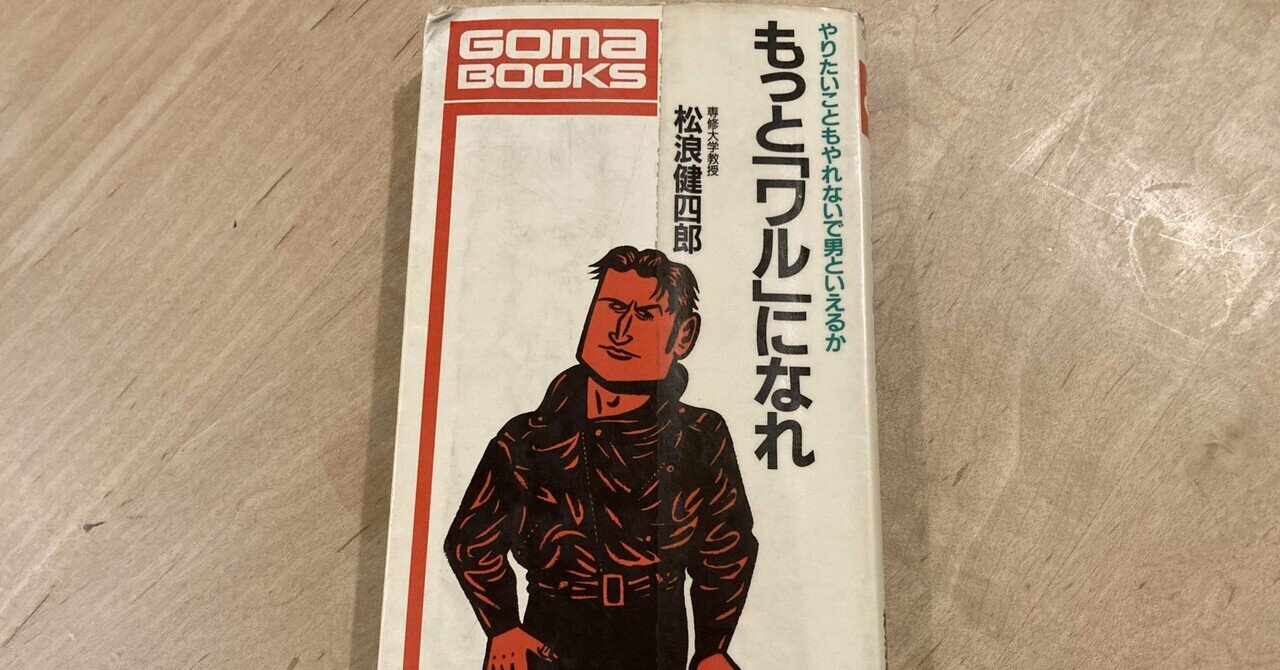 GOMA
BOOKS
やりたいこともやれないで男といえるか
もっと「ワル」になれ
専修大学教授
松浪健四郎